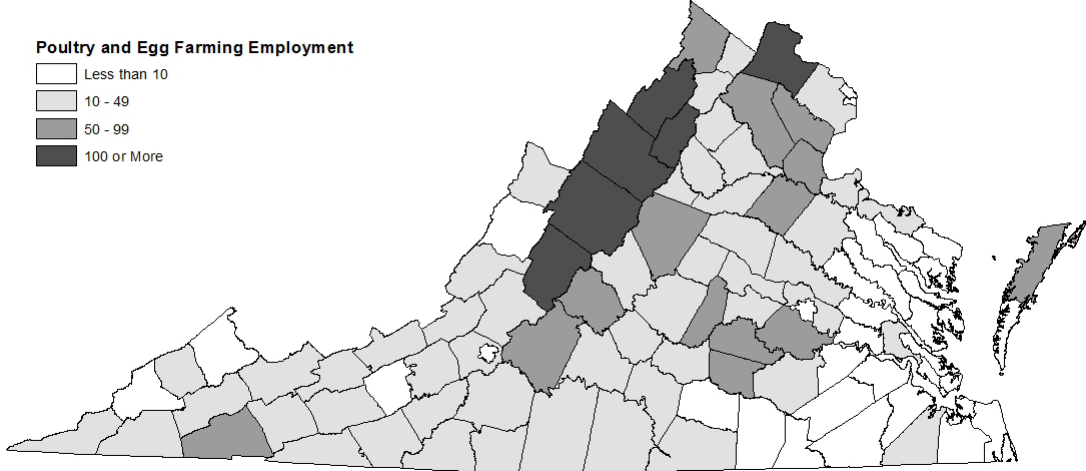 Poultry and Egg Farming Employment
Less than 10
10 - 49
50 - 99
100 or More